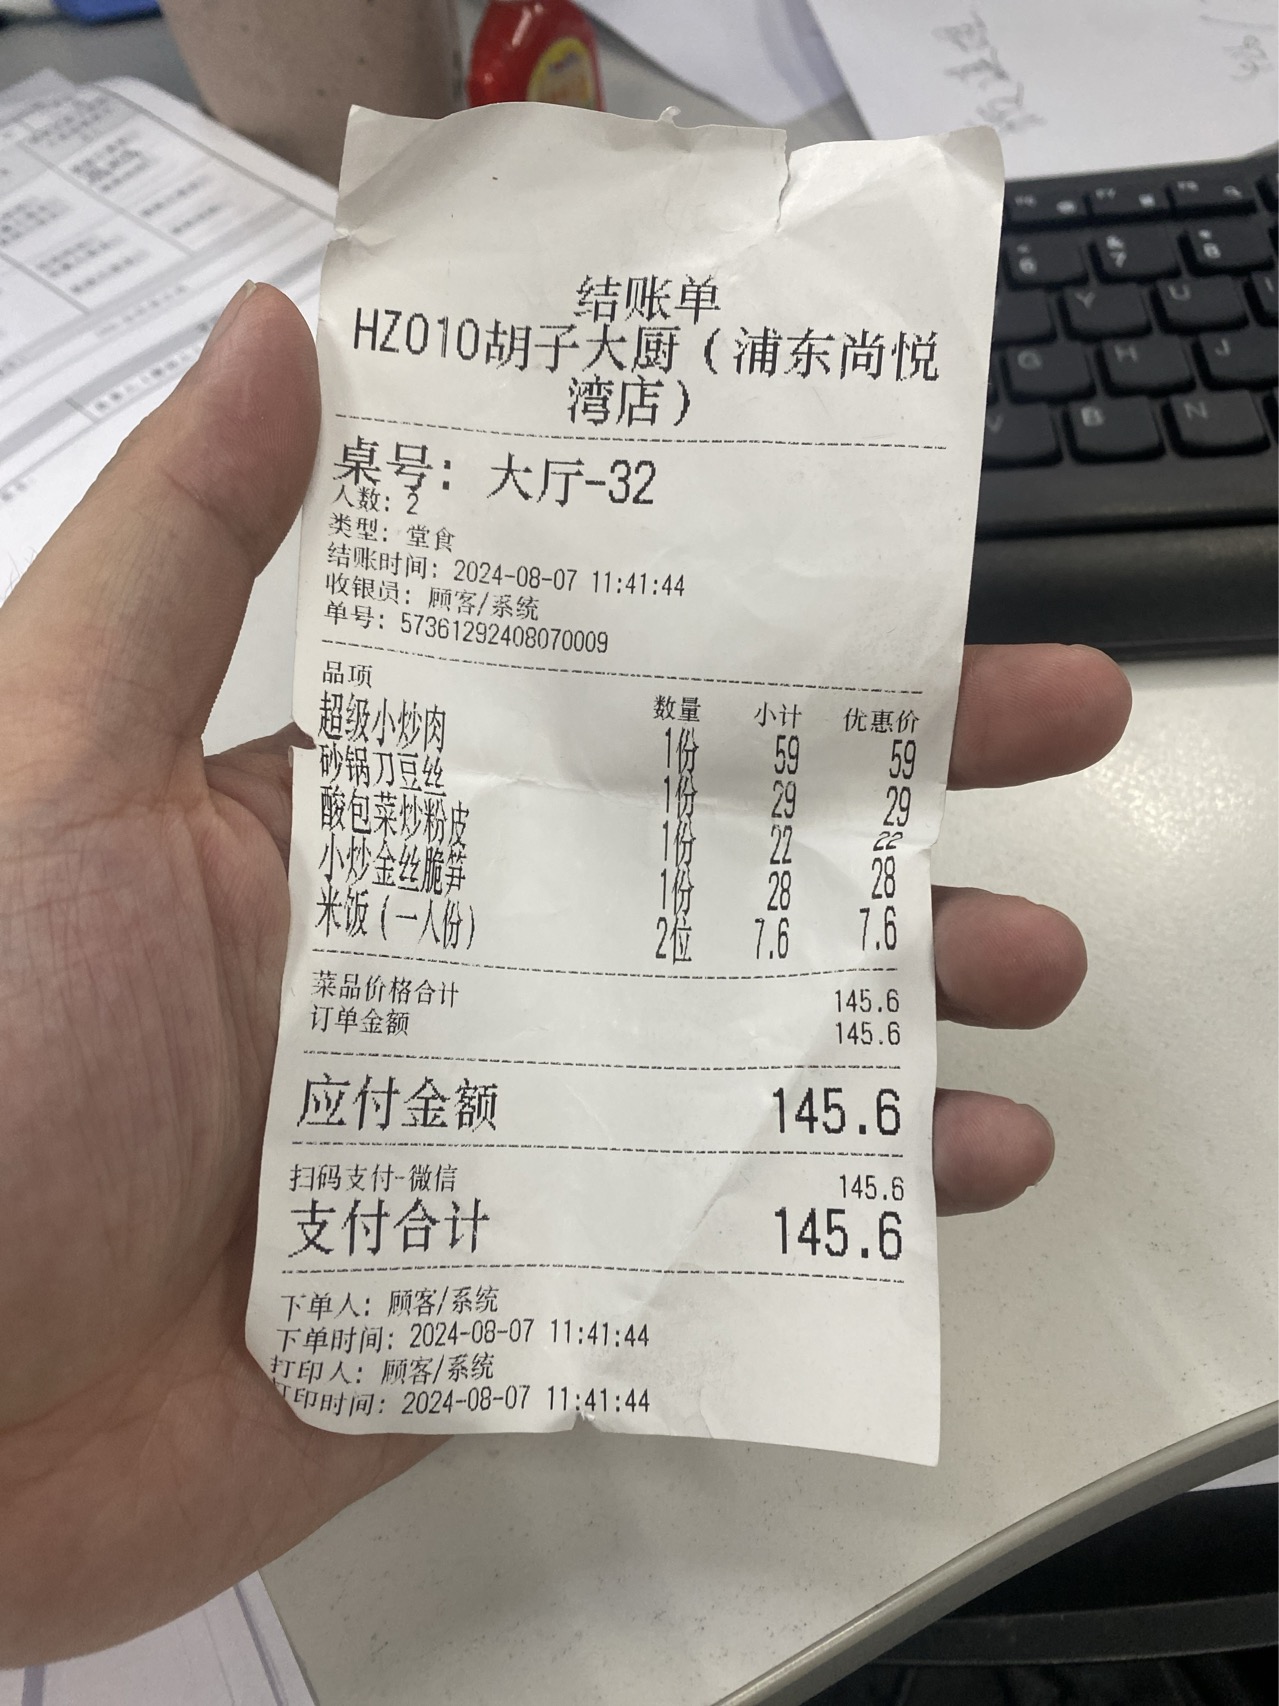 结账单
HZ010胡子大厨（浦东尚悦
湾店）
桌号：大厅-32
人数：2
类型：堂食
结账时间：2024-08-07 11:41:44
收银员：顾客/系统
单号：57361292408070009
品项 数量 小计 优惠价
超级小炒肉 1份 59 59
砂锅刀豆丝 1份 29 29
酸包菜炒粉皮 1份 22 22
小炒金丝脆笋 1份 28 28
米饭（一人份） 2位 7.6 7.6
菜品价格合计 145.6
订单金额 145.6
应付金额 145.6
扫码支付-微信 145.6
支付合计 145.6
下单人：顾客/系统
下单时间：2024-08-07 11:41:44
打印人：顾客/系统
打印时间：2024-08-07 11:41:44
6
&
7
*
8
Y
U
G
H
J
V
B
N